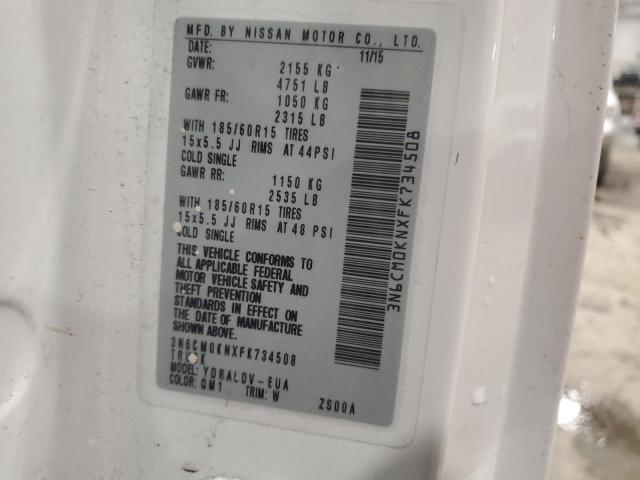 MFD. BY NISSAN MOTOR CO., LTD.
DATE: 11/15
GVWR: 2155 KG
4751 LB
GAWR FR: 1050 KG
2315 LB
WITH 185/60R15 TIRES
15x5.5 JJ RIMS AT 44PSI
COLD SINGLE
GAWR RR: 1150 KG
2535 LB
WITH 185/60R15 TIRES
15x5.5 JJ RIMS AT 48 PSI
COLD SINGLE
THIS VEHICLE CONFORMS TO
ALL APPLICABLE FEDERAL
MOTOR VEHICLE SAFETY AND
THEFT PREVENTION
STANDARDS IN EFFECT ON
THE DATE OF MANUFACTURE
SHOWN ABOVE.
3N6CM0KNXFK734508
TRUCK
MODEL: YDRALDV-EUA
COLOR: QM1 TRIM: W ZS00A
3N6CM0KNXFK734508